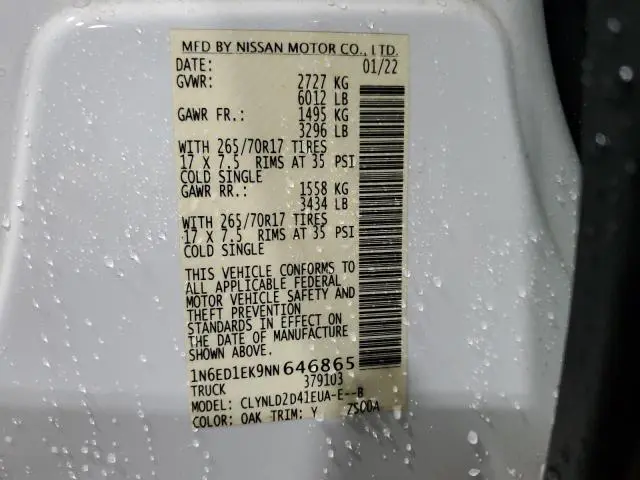 MFD BY NISSAN MOTOR CO., LTD.
DATE: 01/22
GVWR: 2727 KG
6012 LB
GAWR FR.: 1495 KG
3296 LB
WITH 265/70R17 TIRES
17 X 7.5 RIMS AT 35 PSI
COLD SINGLE
GAWR RR.: 1558 KG
3434 LB
WITH 265/70R17 TIRES
17 X 7.5 RIMS AT 35 PSI
COLD SINGLE
THIS VEHICLE CONFORMS TO
ALL APPLICABLE FEDERAL
MOTOR VEHICLE SAFETY AND
THEFT PREVENTION
STANDARDS IN EFFECT ON
THE DATE OF MANUFACTURE
SHOWN ABOVE.
1N6ED1EK9NN646865
TRUCK 379103
MODEL: CLYNLD2D41EUA-E--B
COLOR: QAK TRIM: Y ZSC0A